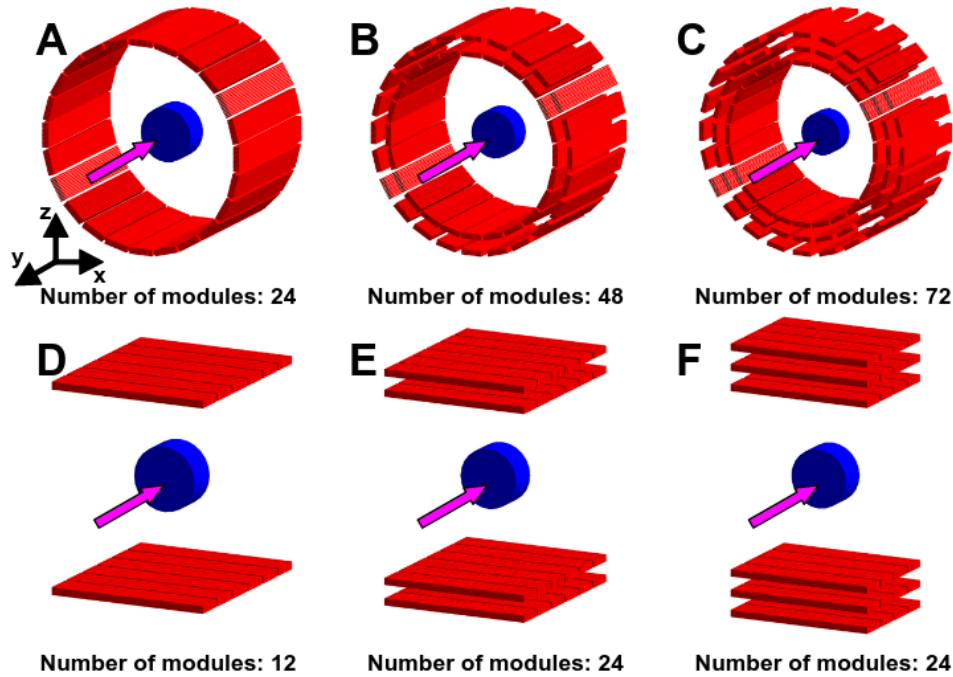 A B C
z
y
x
Number of modules: 24 Number of modules: 48 Number of modules: 72
D E F
Number of modules: 12 Number of modules: 24 Number of modules: 24